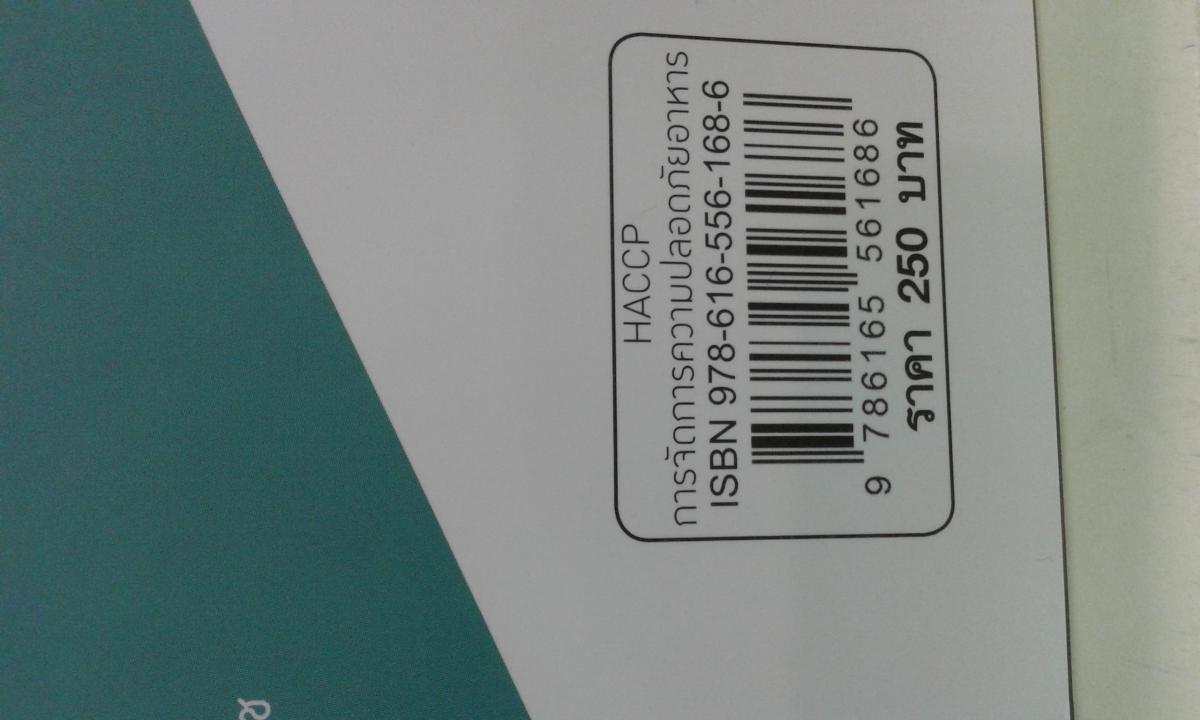 HACCP
การจัดการความปลอดภัยอาหาร
ISBN 978-616-556-168-6
9 786165 561686
ราคา 250 บาท